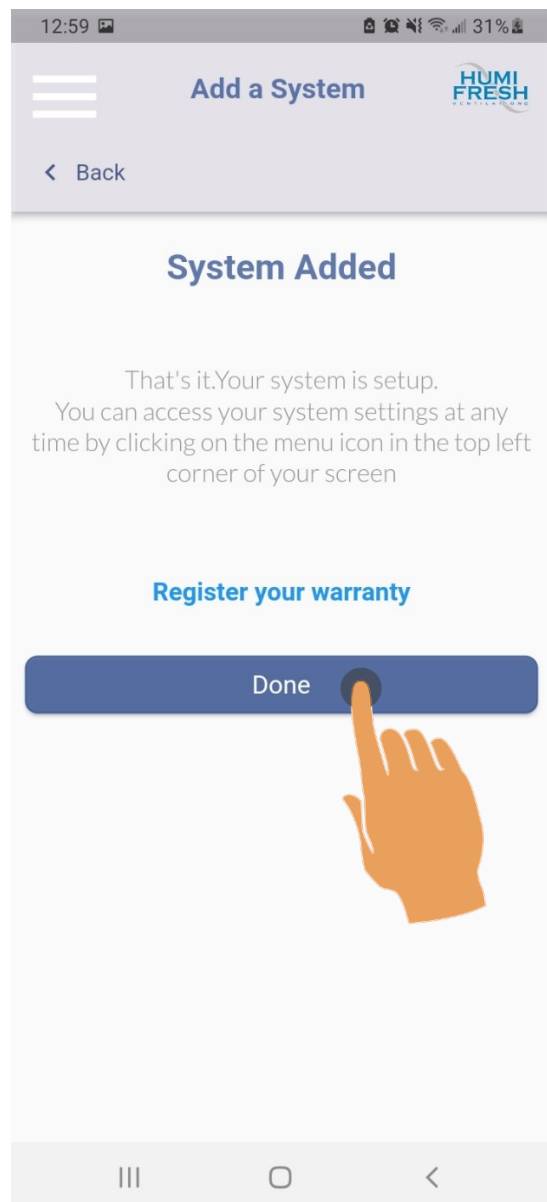 12:59 31%
Add a System
HUMI
FRESH
VENTILATIONS
Back
System Added
That's it.Your system is setup.
You can access your system settings at any
time by clicking on the menu icon in the top left
corner of your screen
Register your warranty
Done